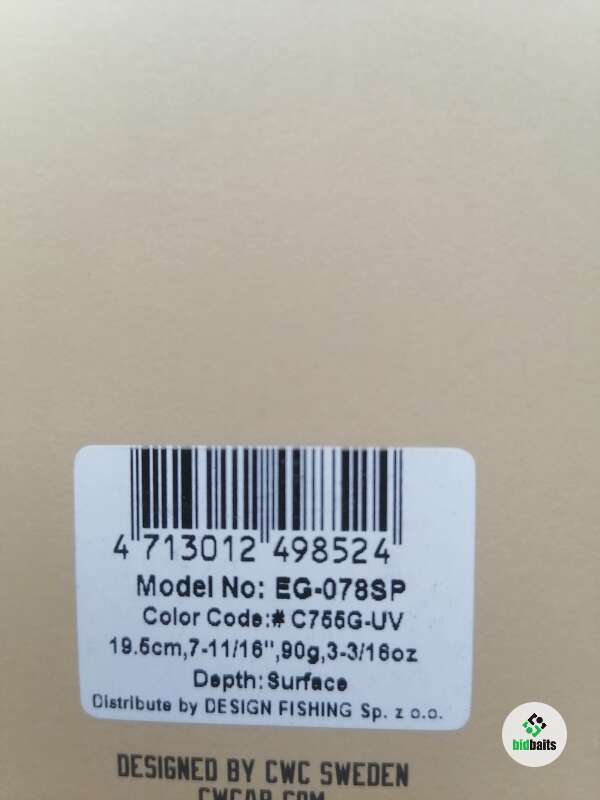 4 713012 498524
Model No: EG-078SP
Color Code:# C755G-UV
19.5cm,7-11/16",90g,3-3/16oz
Depth:Surface
Distribute by DESIGN FISHING Sp. z o.o.
DESIGNED BY CWC SWEDEN
bidbaits